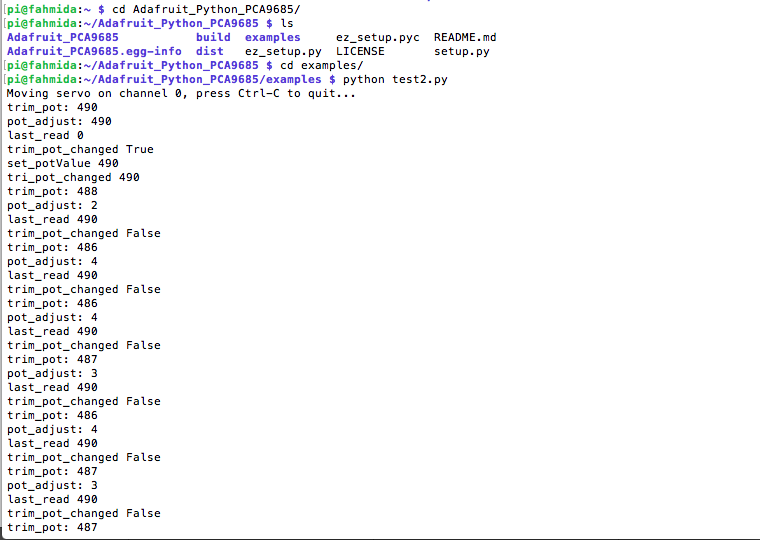 [pi@fahmida:~ $ cd Adafruit_Python_PCA9685/
[pi@fahmida:~/Adafruit_Python_PCA9685 $ ls
Adafruit_PCA9685 build examples ez_setup.pyc README.md
Adafruit_PCA9685.egg-info dist ez_setup.py LICENSE setup.py
[pi@fahmida:~/Adafruit_Python_PCA9685 $ cd examples/
[pi@fahmida:~/Adafruit_Python_PCA9685/examples $ python test2.py
Moving servo on channel 0, press Ctrl-C to quit...
trim_pot: 490
pot_adjust: 490
last_read 0
trim_pot_changed True
set_potValue 490
tri_pot_changed 490
trim_pot: 488
pot_adjust: 2
last_read 490
trim_pot_changed False
trim_pot: 486
pot_adjust: 4
last_read 490
trim_pot_changed False
trim_pot: 486
pot_adjust: 4
last_read 490
trim_pot_changed False
trim_pot: 487
pot_adjust: 3
last_read 490
trim_pot_changed False
trim_pot: 486
pot_adjust: 4
last_read 490
trim_pot_changed False
trim_pot: 487
pot_adjust: 3
last_read 490
trim_pot_changed False
trim_pot: 487